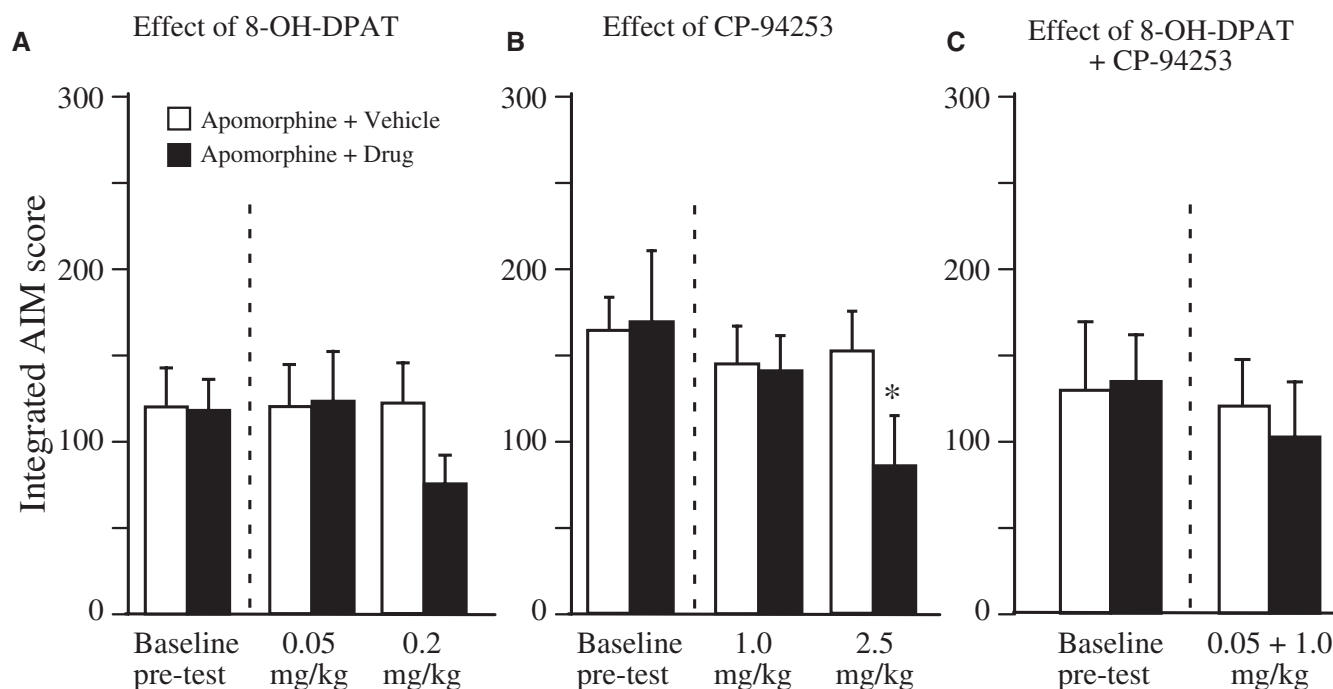 A
Effect of 8-OH-DPAT
Integrated AIM score
300
200
100
0
Apomorphine + Vehicle
Apomorphine + Drug
Baseline
pre-test
0.05
mg/kg
0.2
mg/kg
B
Effect of CP-94253
300
200
100
0
*
Baseline
pre-test
1.0
mg/kg
2.5
mg/kg
C
Effect of 8-OH-DPAT
+ CP-94253
300
200
100
0
Baseline
pre-test
0.05 + 1.0
mg/kg